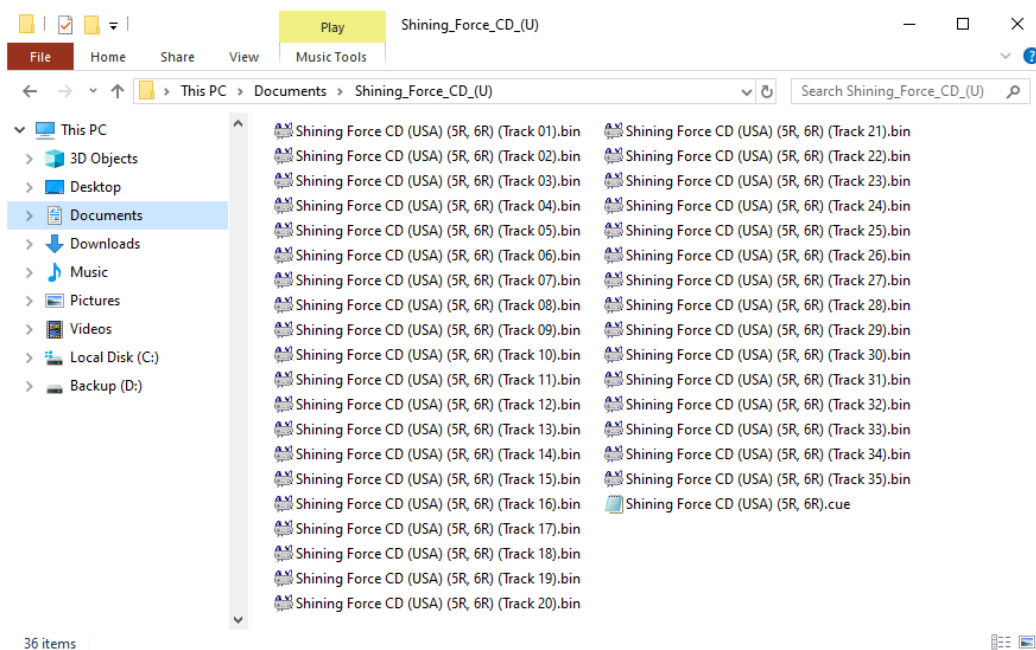 Play
Shining_Force_CD_(U)
File
Home
Share
View
Music Tools
This PC
Documents
Shining_Force_CD_(U)
Search Shining_Force_CD_(U)
This PC
3D Objects
Desktop
Documents
Downloads
Music
Pictures
Videos
Local Disk (C:)
Backup (D:)
Shining Force CD (USA) (5R, 6R) (Track 01).bin
Shining Force CD (USA) (5R, 6R) (Track 02).bin
Shining Force CD (USA) (5R, 6R) (Track 03).bin
Shining Force CD (USA) (5R, 6R) (Track 04).bin
Shining Force CD (USA) (5R, 6R) (Track 05).bin
Shining Force CD (USA) (5R, 6R) (Track 06).bin
Shining Force CD (USA) (5R, 6R) (Track 07).bin
Shining Force CD (USA) (5R, 6R) (Track 08).bin
Shining Force CD (USA) (5R, 6R) (Track 09).bin
Shining Force CD (USA) (5R, 6R) (Track 10).bin
Shining Force CD (USA) (5R, 6R) (Track 11).bin
Shining Force CD (USA) (5R, 6R) (Track 12).bin
Shining Force CD (USA) (5R, 6R) (Track 13).bin
Shining Force CD (USA) (5R, 6R) (Track 14).bin
Shining Force CD (USA) (5R, 6R) (Track 15).bin
Shining Force CD (USA) (5R, 6R) (Track 16).bin
Shining Force CD (USA) (5R, 6R) (Track 17).bin
Shining Force CD (USA) (5R, 6R) (Track 18).bin
Shining Force CD (USA) (5R, 6R) (Track 19).bin
Shining Force CD (USA) (5R, 6R) (Track 20).bin
Shining Force CD (USA) (5R, 6R) (Track 21).bin
Shining Force CD (USA) (5R, 6R) (Track 22).bin
Shining Force CD (USA) (5R, 6R) (Track 23).bin
Shining Force CD (USA) (5R, 6R) (Track 24).bin
Shining Force CD (USA) (5R, 6R) (Track 25).bin
Shining Force CD (USA) (5R, 6R) (Track 26).bin
Shining Force CD (USA) (5R, 6R) (Track 27).bin
Shining Force CD (USA) (5R, 6R) (Track 28).bin
Shining Force CD (USA) (5R, 6R) (Track 29).bin
Shining Force CD (USA) (5R, 6R) (Track 30).bin
Shining Force CD (USA) (5R, 6R) (Track 31).bin
Shining Force CD (USA) (5R, 6R) (Track 32).bin
Shining Force CD (USA) (5R, 6R) (Track 33).bin
Shining Force CD (USA) (5R, 6R) (Track 34).bin
Shining Force CD (USA) (5R, 6R) (Track 35).bin
Shining Force CD (USA) (5R, 6R).cue
36 items